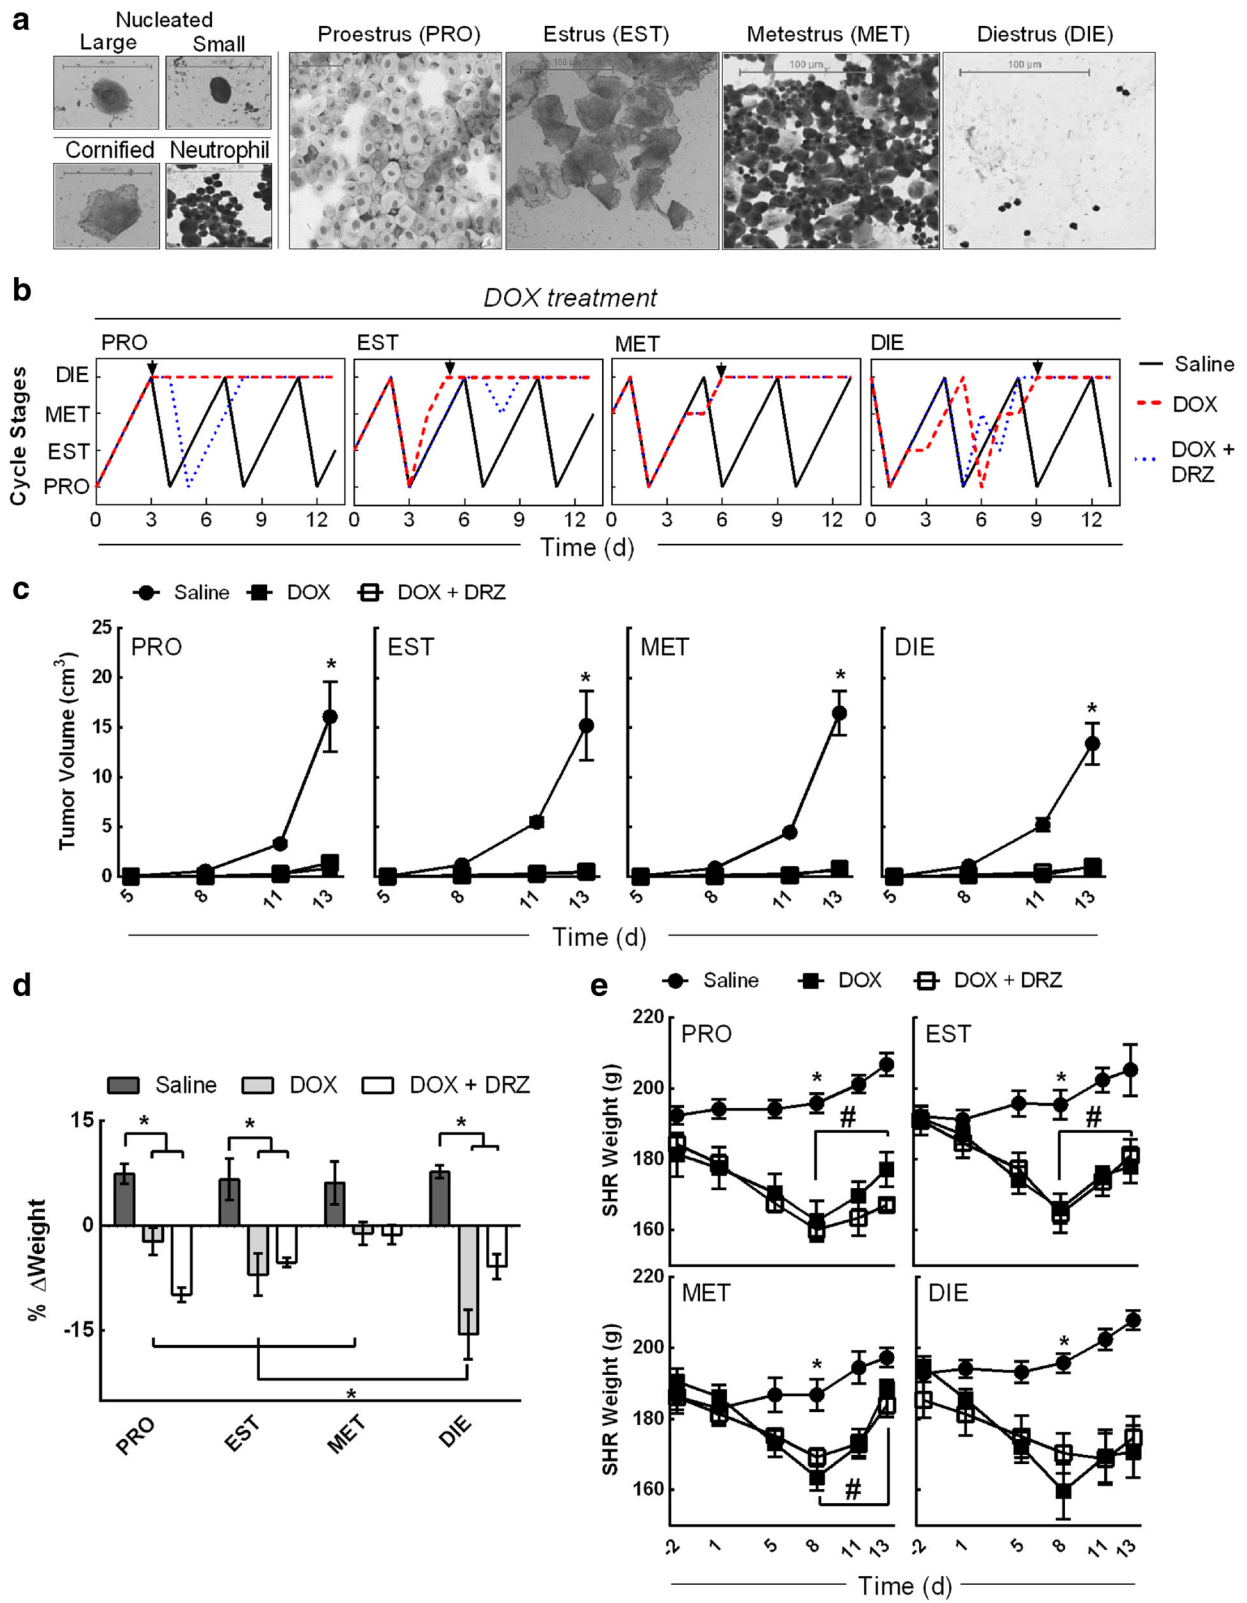 a
Nucleated
Large Small
Cornified Neutrophil
Proestrus (PRO) Estrus (EST) Metestrus (MET) Diestrus (DIE)
100 µm 100 µm 100 µm
b
DOX treatment
PRO EST MET DIE
Cycle Stages
DIE
MET
EST
PRO
0 3 6 9 12 0 3 6 9 12 0 3 6 9 12 0 3 6 9 12
Time (d)
Saline
DOX
DOX +
DRZ
c
Saline DOX DOX + DRZ
Tumor Volume (cm³)
25
20
15
10
5
0
PRO EST MET DIE
* * * *
5 8 11 13 5 8 11 13 5 8 11 13 5 8 11 13
Time (d)
d
Saline DOX DOX + DRZ
% ΔWeight
15
0
-15
* * *
*
PRO EST MET DIE
e
Saline DOX DOX + DRZ
SHR Weight (g)
220
200
180
160
PRO EST
* *
# #
SHR Weight (g)
220
200
180
160
MET DIE
* *
#
-2 1 5 8 11 13 -2 1 5 8 11 13
Time (d)